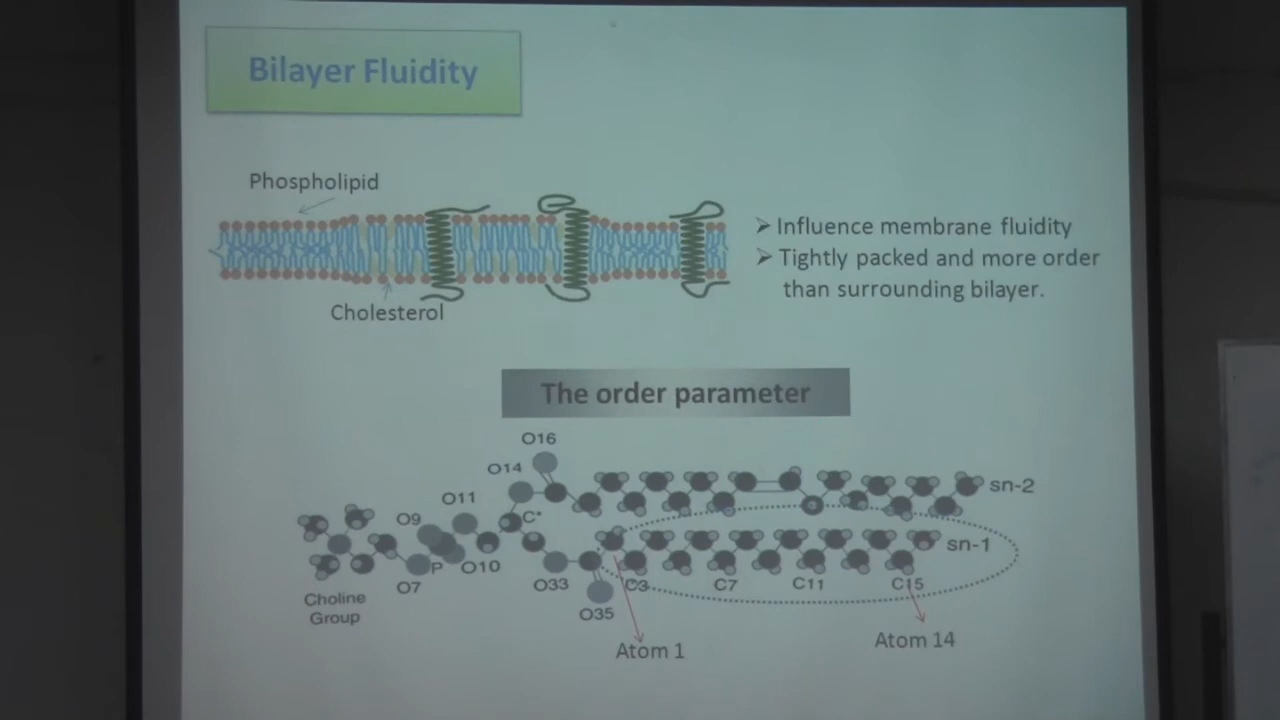 Bilayer Fluidity
Phospholipid
Cholesterol
➢ Influence membrane fluidity
➢ Tightly packed and more order
than surrounding bilayer.
The order parameter
O16
O14
O11
O9
C*
sn-2
sn-1
O7
P
O10
O33
C3
C7
C11
C15
Choline
Group
O35
Atom 1
Atom 14